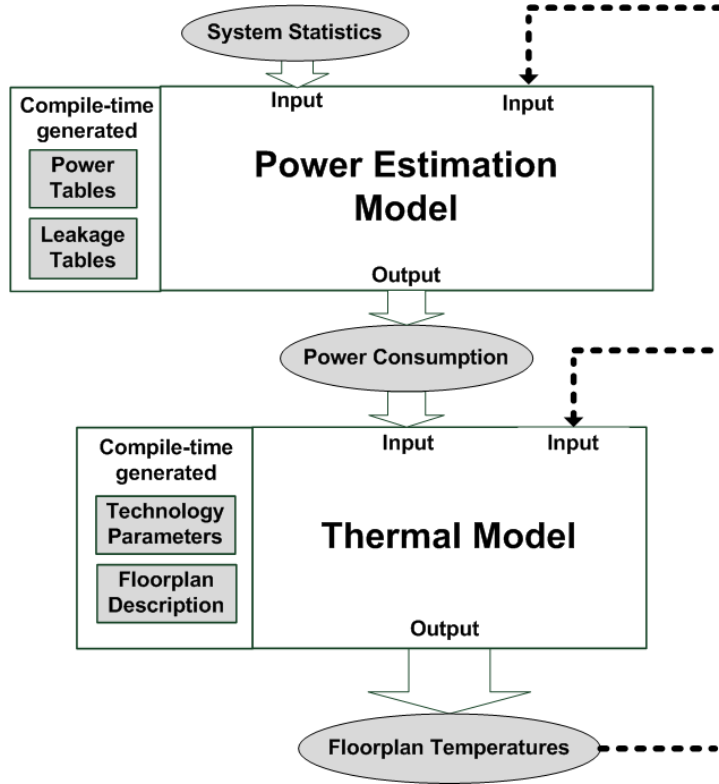 System Statistics
Input
Input
Compile-time
generated
Power
Tables
Leakage
Tables
Power Estimation
Model
Output
Power Consumption
Input
Input
Compile-time
generated
Technology
Parameters
Floorplan
Description
Thermal Model
Output
Floorplan Temperatures